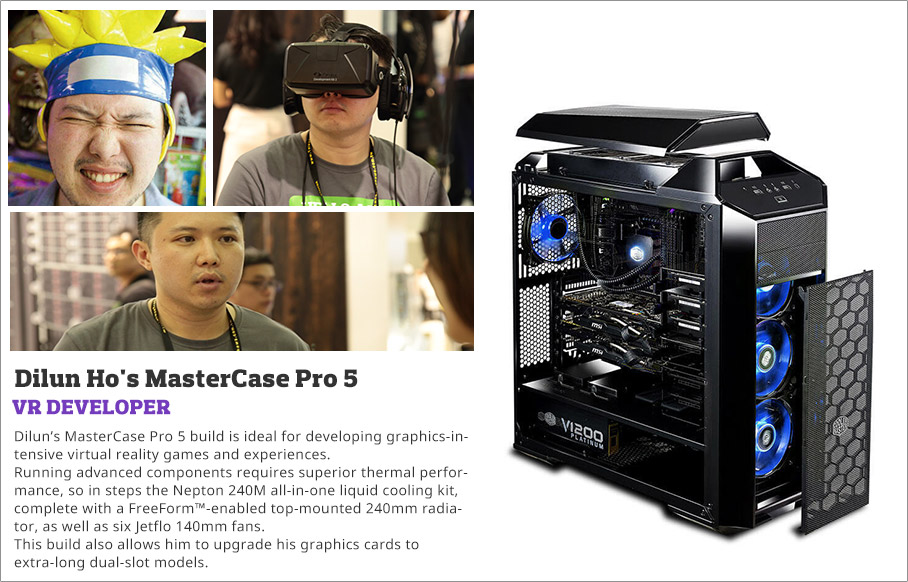 Dilun Ho's MasterCase Pro 5
VR DEVELOPER
Dilun’s MasterCase Pro 5 build is ideal for developing graphics-in-
tensive virtual reality games and experiences.
Running advanced components requires superior thermal perfor-
mance, so in steps the Nepton 240M all-in-one liquid cooling kit,
complete with a FreeForm™-enabled top-mounted 240mm radia-
tor, as well as six Jetflo 140mm fans.
This build also allows him to upgrade his graphics cards to
extra-long dual-slot models.
msi
msi
V1200
PLATINUM